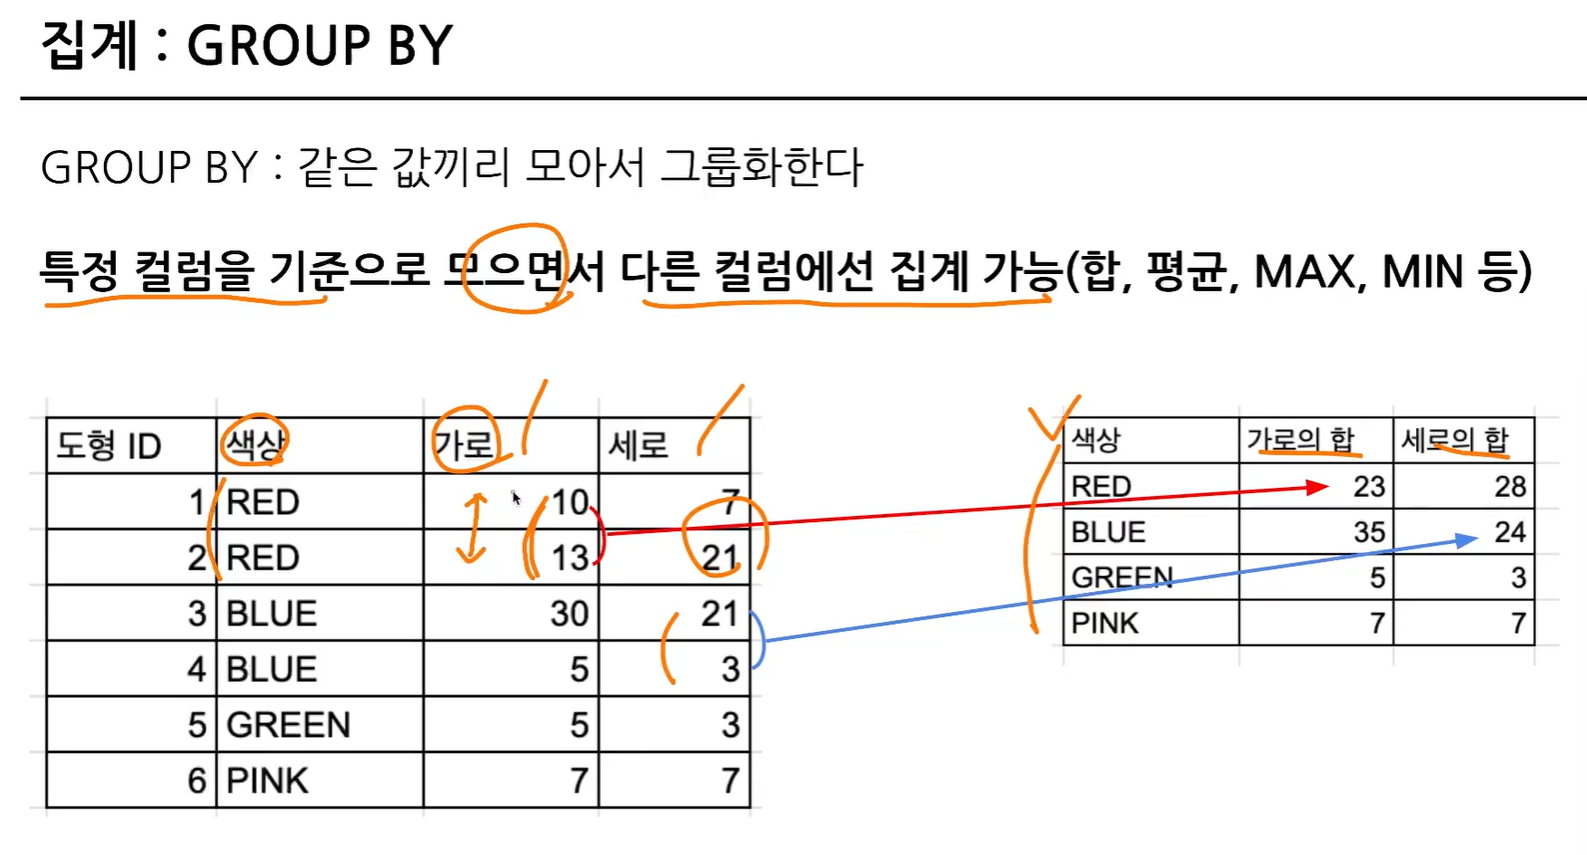 집계 : GROUP BY
GROUP BY : 같은 값끼리 모아서 그룹화한다
특정 컬럼을 기준으로 모으면서 다른 컬럼에선 집계 가능(합, 평균, MAX, MIN 등)
도형 ID 색상 가로 세로
1 RED 10 7
2 RED 13 21
3 BLUE 30 21
4 BLUE 5 3
5 GREEN 5 3
6 PINK 7 7
색상 가로의 합 세로의 합
RED 23 28
BLUE 35 24
GREEN 5 3
PINK 7 7